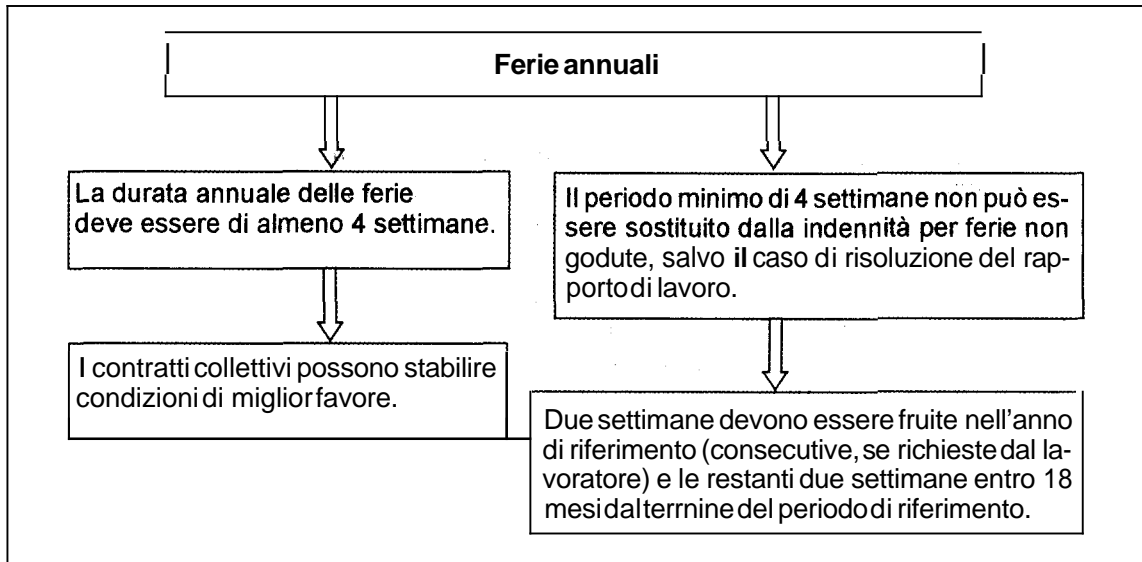 Ferie annuali
La durata annuale delle ferie
deve essere di almeno 4 settimane.
I contratti collettivi possono stabilire
condizioni di miglior favore.
Il periodo minimo di 4 settimane non può es-
sere sostituito dalla indennità per ferie non
godute, salvo il caso di risoluzione del rap-
porto di lavoro.
Due settimane devono essere fruite nell'anno
di riferimento (consecutive, se richieste dal la-
voratore) e le restanti due settimane entro 18
mesi dal terrnine del periodo di riferimento.